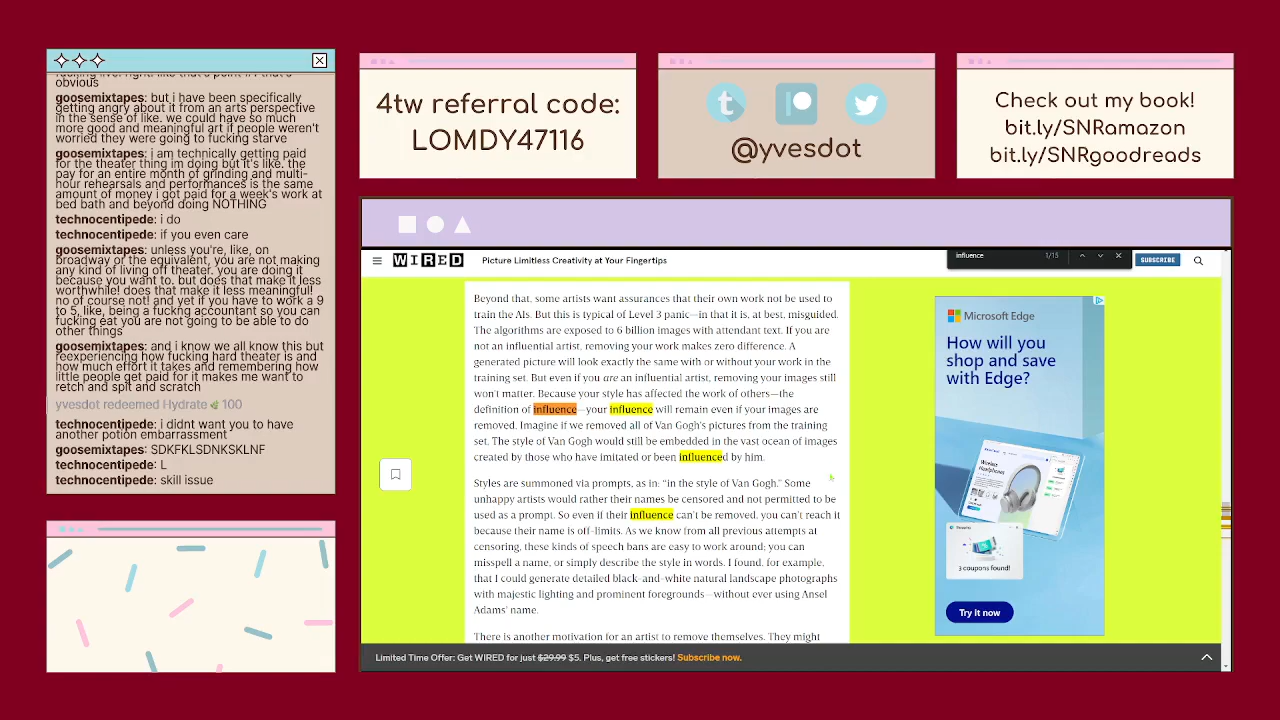 fucking live. right. like that's point #1 that's
obvious
goosemixtapes: but i have been specifically
getting angry about it from an arts perspective
in the sense of like. we could have so much
more good and meaningful art if people weren't
worried they were going to fucking starve
goosemixtapes: i am technically getting paid
for the theater thing im doing but it's like. the
pay for an entire month of grinding and multi-
hour rehearsals and performances is the same
amount of money i got paid for a week's work at
bed bath and beyond doing NOTHING
technocentipede: i do
technocentipede: if you even care
goosemixtapes: unless you're, like, on
broadway or the equivalent, you are not making
any kind of living off theater. you are doing it
because you want to. but does that make it less
worthwhile! does that make it less meaningful!
no of course not! and yet if you have to work a 9
to 5, like, being a fuckng accountant so you can
fucking eat you are not going to be able to do
other things
goosemixtapes: and i know we all know this but
reexperiencing how fucking hard theater is and
how much effort it takes and remembering how
little people get paid for it makes me want to
retch and spit and scratch
yvesdot redeemed Hydrate 100
technocentipede: i didnt want you to have
another potion embarrassment
goosemixtapes: SDKFKLSDNKSKLNF
technocentipede: L
technocentipede: skill issue
4tw referral code:
LOMDY47116
@yvesdot
Check out my book!
bit.ly/SNRamazon
bit.ly/SNRgoodreads
WIRED
Picture Limitless Creativity at Your Fingertips
influence 1/15
SUBSCRIBE
Beyond that, some artists want assurances that their own work not be used to
train the AIs. But this is typical of Level 3 panic—in that it is, at best, misguided.
The algorithms are exposed to 6 billion images with attendant text. If you are
not an influential artist, removing your work makes zero difference. A
generated picture will look exactly the same with or without your work in the
training set. But even if you are an influential artist, removing your images still
won't matter. Because your style has affected the work of others—the
definition of influence—your influence will remain even if your images are
removed. Imagine if we removed all of Van Gogh's pictures from the training
set. The style of Van Gogh would still be embedded in the vast ocean of images
created by those who have imitated or been influenced by him.
Styles are summoned via prompts, as in: “in the style of Van Gogh.” Some
unhappy artists would rather their names be censored and not permitted to be
used as a prompt. So even if their influence can't be removed, you can't reach it
because their name is off-limits. As we know from all previous attempts at
censoring, these kinds of speech bans are easy to work around; you can
misspell a name, or simply describe the style in words. I found, for example,
that I could generate detailed black-and-white natural landscape photographs
with majestic lighting and prominent foregrounds—without ever using Ansel
Adams' name.
There is another motivation for an artist to remove themselves. They might
Microsoft Edge
How will you
shop and save
with Edge?
3 coupons found!
Try it now
Limited Time Offer: Get WIRED for just $29.99 $5. Plus, get free stickers! Subscribe now.